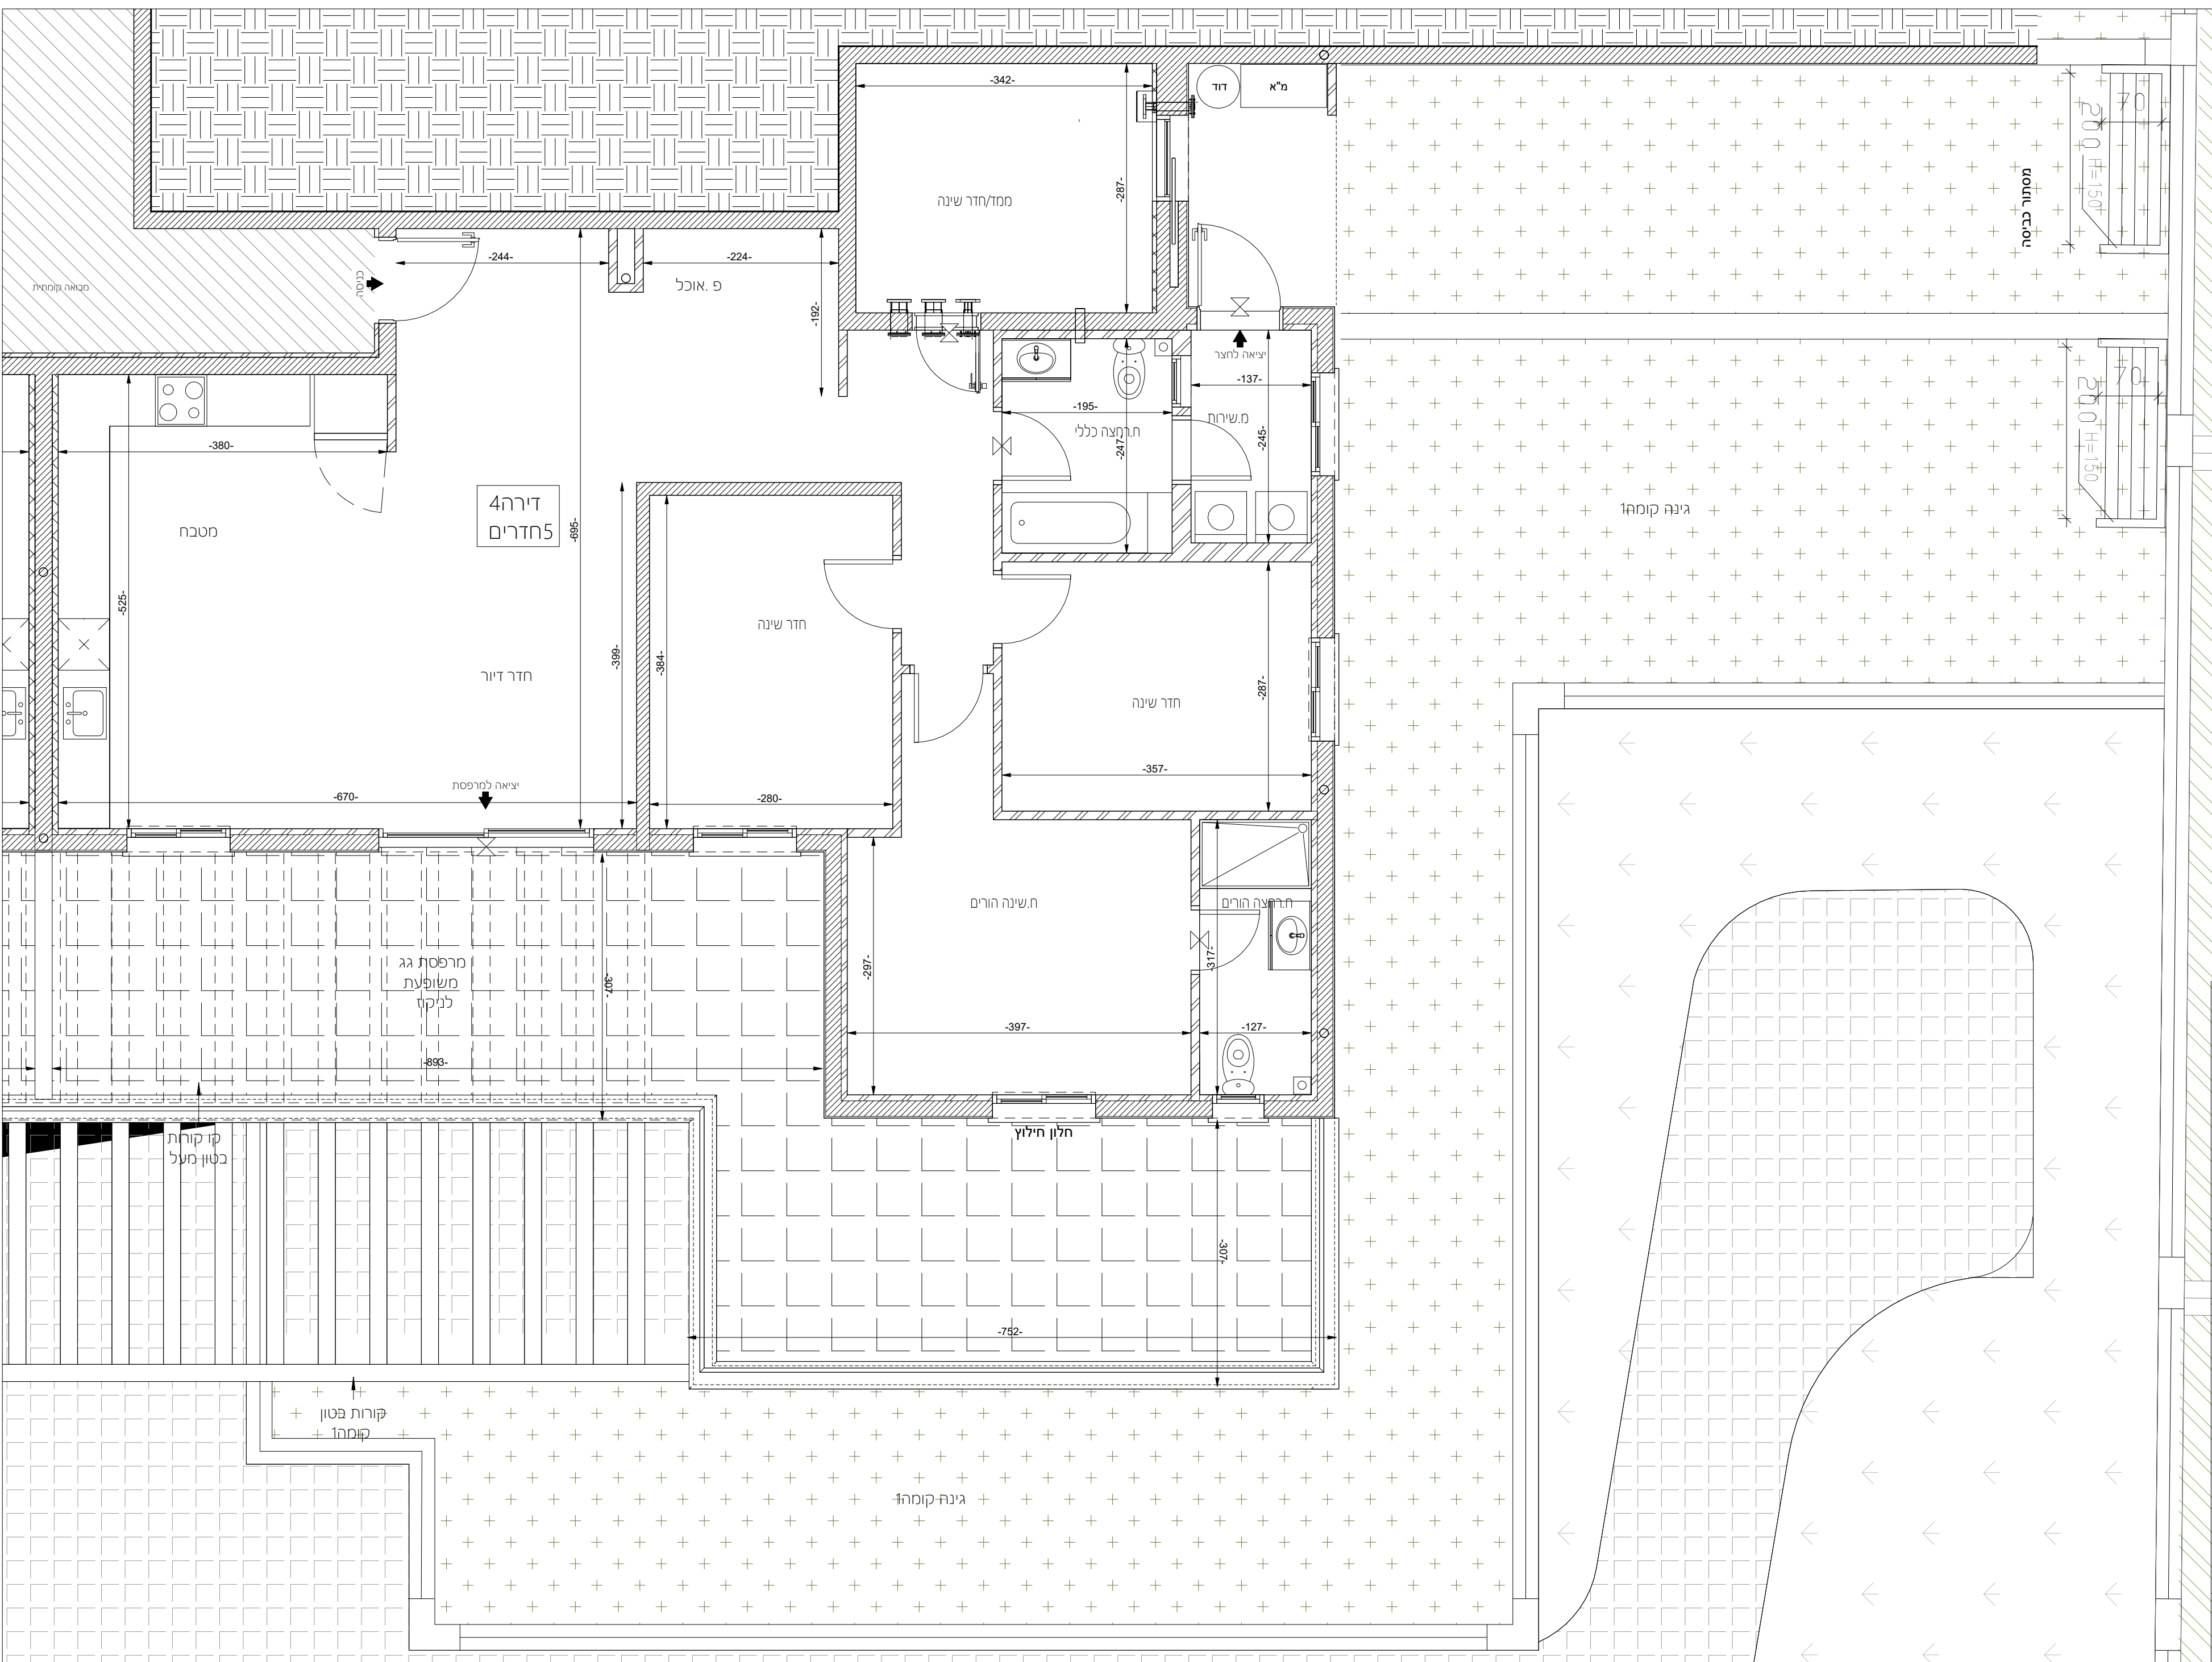 -342-
דוד
מ"א
70
200
H=150
מסתור כביסה
-287-
ממד/חדר שינה
-244-
-224-
כניסה
מבואה קומתית
פ .אוכל
-192-
יציאה לחצר
70
200
H=150
-137-
-195-
מ.שירות
ח.רחצה כללי
-247-
-245-
-380-
דירה4
5חדרים
מטבח
-695-
גינה קומה1
-525-
חדר שינה
-399-
-384-
חדר דיור
-287-
חדר שינה
-357-
יציאה למרפסת
-670-
-280-
ח.שינה הורים
ח.רחצה הורים
-297-
-317-
מרפסת גג
משופעת
לניקוז
-307-
-397-
-127-
-893-
קו קורות
בטון מעל
חלון חילוץ
-307-
-752-
קורות בטון
קומה1
גינה קומה1